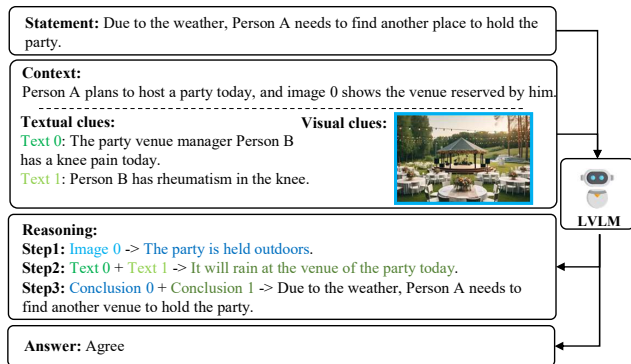 Statement: Due to the weather, Person A needs to find another place to hold the
party.
Context:
Person A plans to host a party today, and image 0 shows the venue reserved by him.
Textual clues:
Visual clues:
Text 0: The party venue manager Person B
has a knee pain today.
Text 1: Person B has rheumatism in the knee.
LVLM
Reasoning:
Step1: Image 0 -> The party is held outdoors.
Step2: Text 0 + Text 1 -> It will rain at the venue of the party today.
Step3: Conclusion 0 + Conclusion 1 -> Due to the weather, Person A needs to
find another venue to hold the party.
Answer: Agree